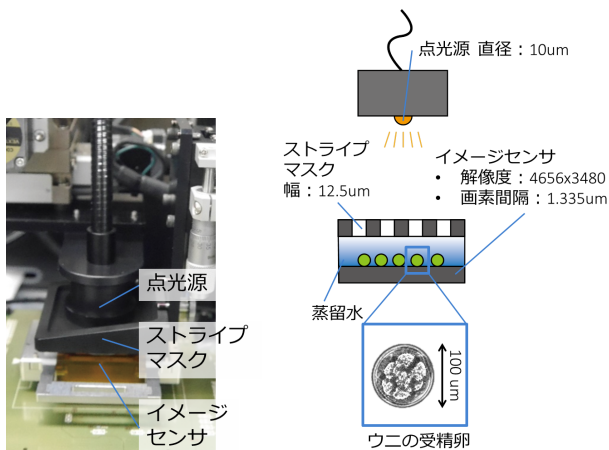 点光源 直径：10um
ストライプ
マスク
幅：12.5um
イメージセンサ
• 解像度：4656x3480
• 画素間隔：1.335um
点光源
ストライプ
マスク
イメージ
センサ
蒸留水
100 um
ウニの受精卵